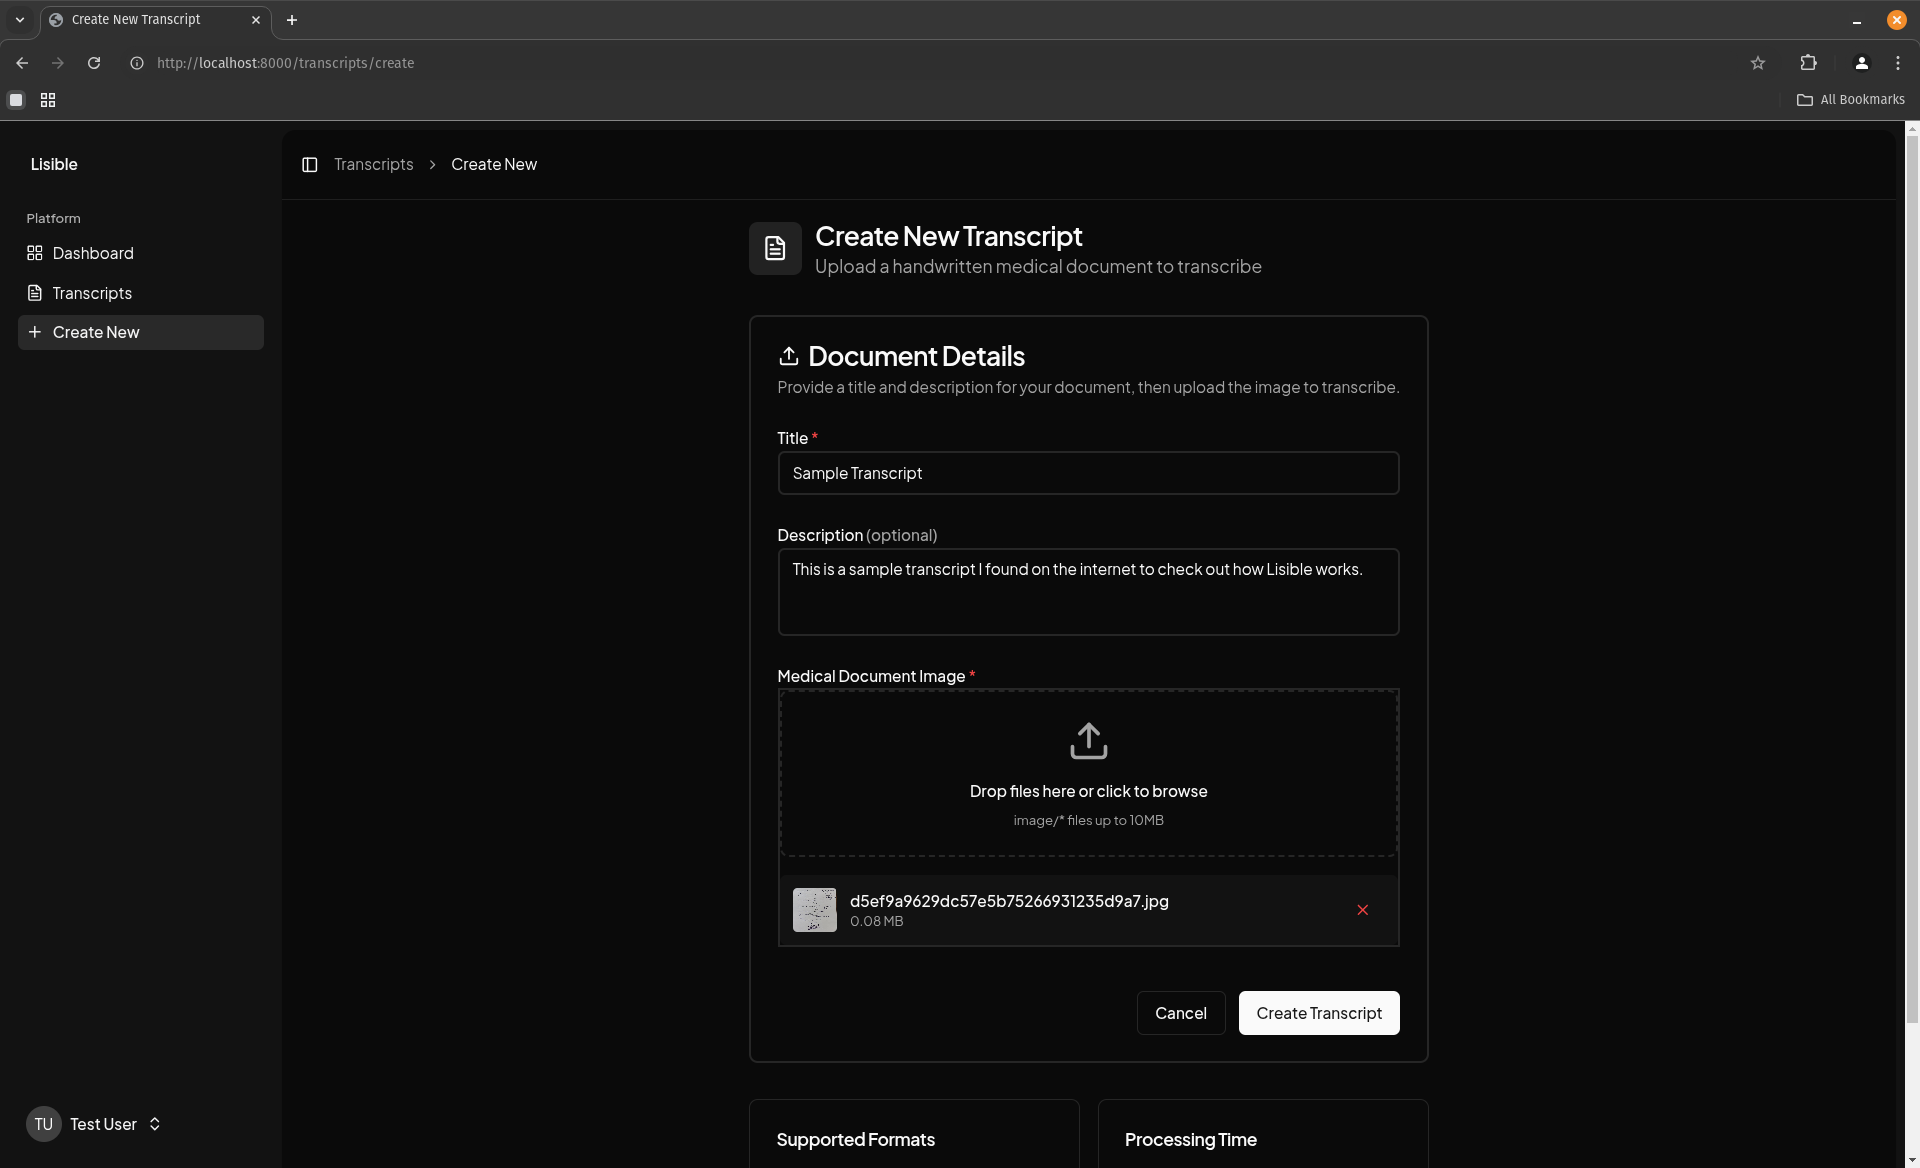 Create New Transcript
http://localhost:8000/transcripts/create
All Bookmarks
Lisible
Platform
Dashboard
Transcripts
Create New
TU Test User
Transcripts > Create New
Create New Transcript
Upload a handwritten medical document to transcribe
Document Details
Provide a title and description for your document, then upload the image to transcribe.
Title *
Sample Transcript
Description (optional)
This is a sample transcript I found on the internet to check out how Lisible works.
Medical Document Image *
Drop files here or click to browse
image/* files up to 10MB
d5ef9a9629dc57e5b75266931235d9a7.jpg
0.08 MB
Cancel
Create Transcript
Supported Formats
Processing Time